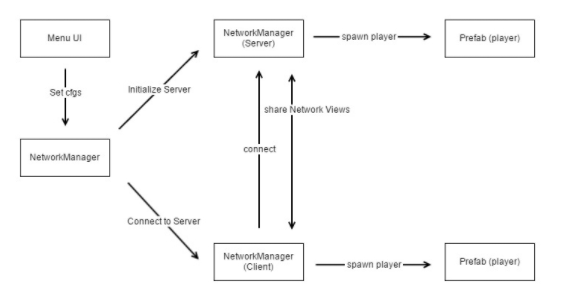 Menu UI
NetworkManager
(Server)
spawn player
Prefab (player)
Set cfgs
Initialize Server
share Network Views
NetworkManager
connect
Connect to Server
NetworkManager
(Client)
spawn player
Prefab (player)